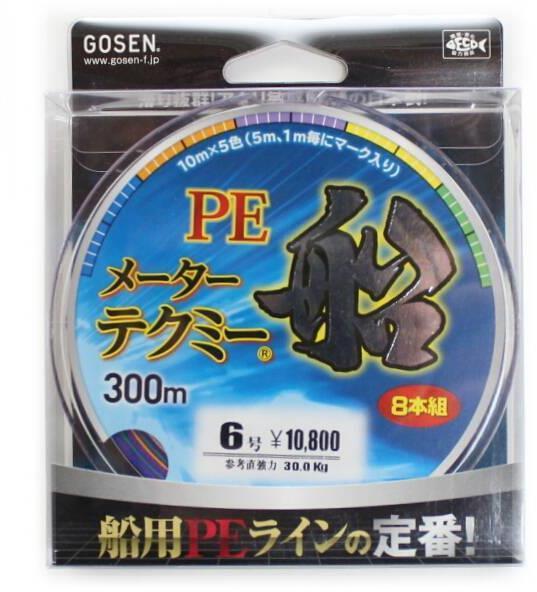 GOSEN®
www.gosen-f.jp
ECO
10m×5色(5m、1m毎にマーク入り)
PE
船
メーター
テクミー®
300m
8本組
6号 ¥10,800
参考直強力 30.0Kg
船用PEラインの定番!